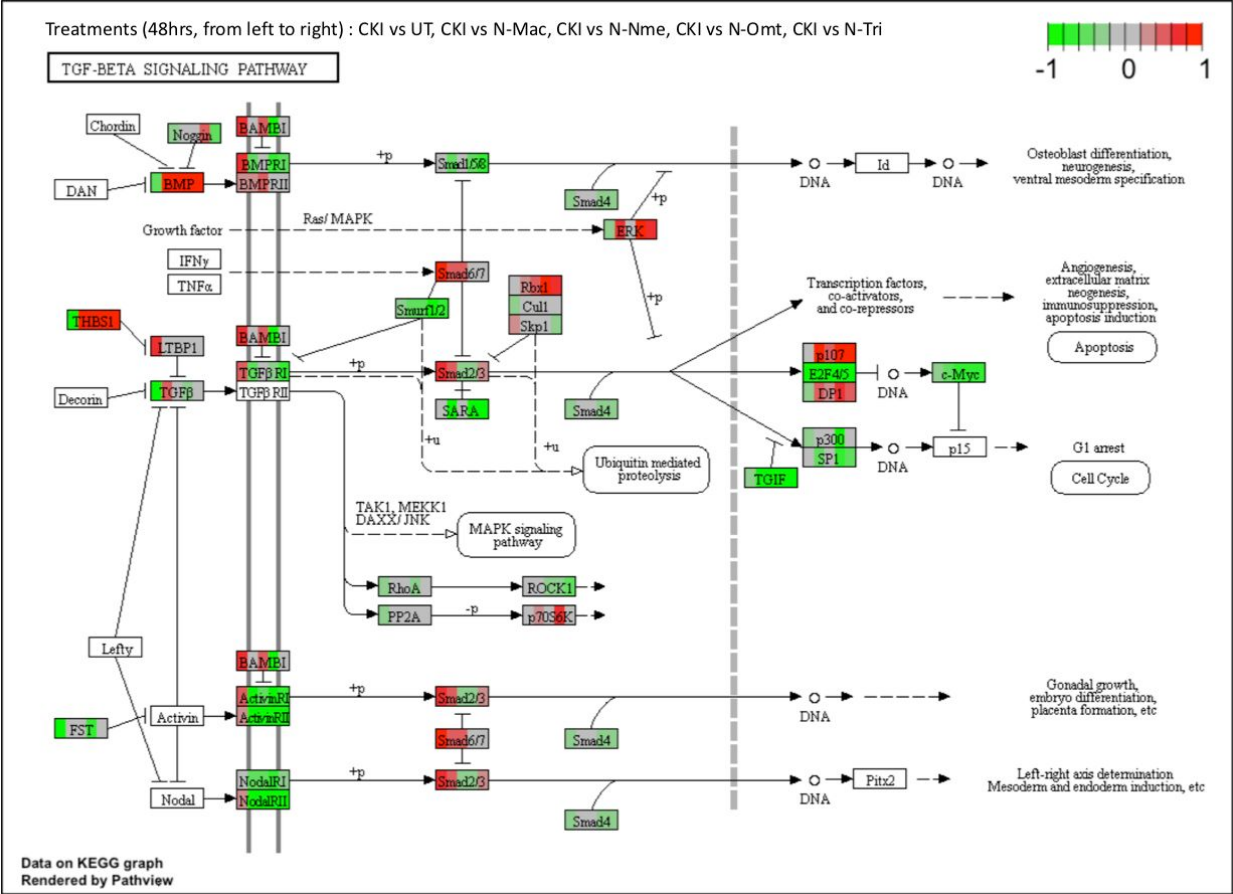 Treatments (48hrs, from left to right) : CKI vs UT, CKI vs N-Mac, CKI vs N-Nme, CKI vs N-Omt, CKI vs N-Tri
-1 0 1
TGF-BETA SIGNALING PATHWAY
Chordin
Noggin
BAMBI
DAN
BMP
BMPRI
BMPRII
+p
Smad1/5/8
Smad4
DNA
Id
DNA
Osteoblast differentiation,
neurogenesis,
ventral mesoderm specification
Growth factor
Ras/ MAPK
ERK
+p
+p
IFNγ
TNFα
Smad6/7
Smurf1/2
Rbx1
Cul1
Skp1
Transcription factors,
co-activators,
and co-repressors
Angiogenesis,
extracellular matrix
neogenesis,
immunosuppression,
apoptosis induction
Apoptosis
THBS1
LTBP1
BAMBI
Decorin
TGFβ
TGFβ RI
TGFβ RII
+p
Smad2/3
SARA
Smad4
+u
+u
Ubiquitin mediated
proteolysis
p107
E2F4/5
DP1
DNA
c-Myc
p300
SP1
DNA
p15
TGIF
G1 arrest
Cell Cycle
TAK1, MEKK1
DAXX/ JNK
MAPK signaling
pathway
RhoA
ROCK1
PP2A
-p
p70S6K
Lefty
BAMBI
FST
Activin
ActivinRI
ActivinRII
+p
Smad2/3
Smad4
DNA
Gonadal growth,
embryo differentiation,
placenta formation, etc
Smad6/7
Nodal
NodalRI
NodalRII
+p
Smad2/3
Smad4
DNA
Pitx2
Left-right axis determination
Mesoderm and endoderm induction, etc
Data on KEGG graph
Rendered by Pathview